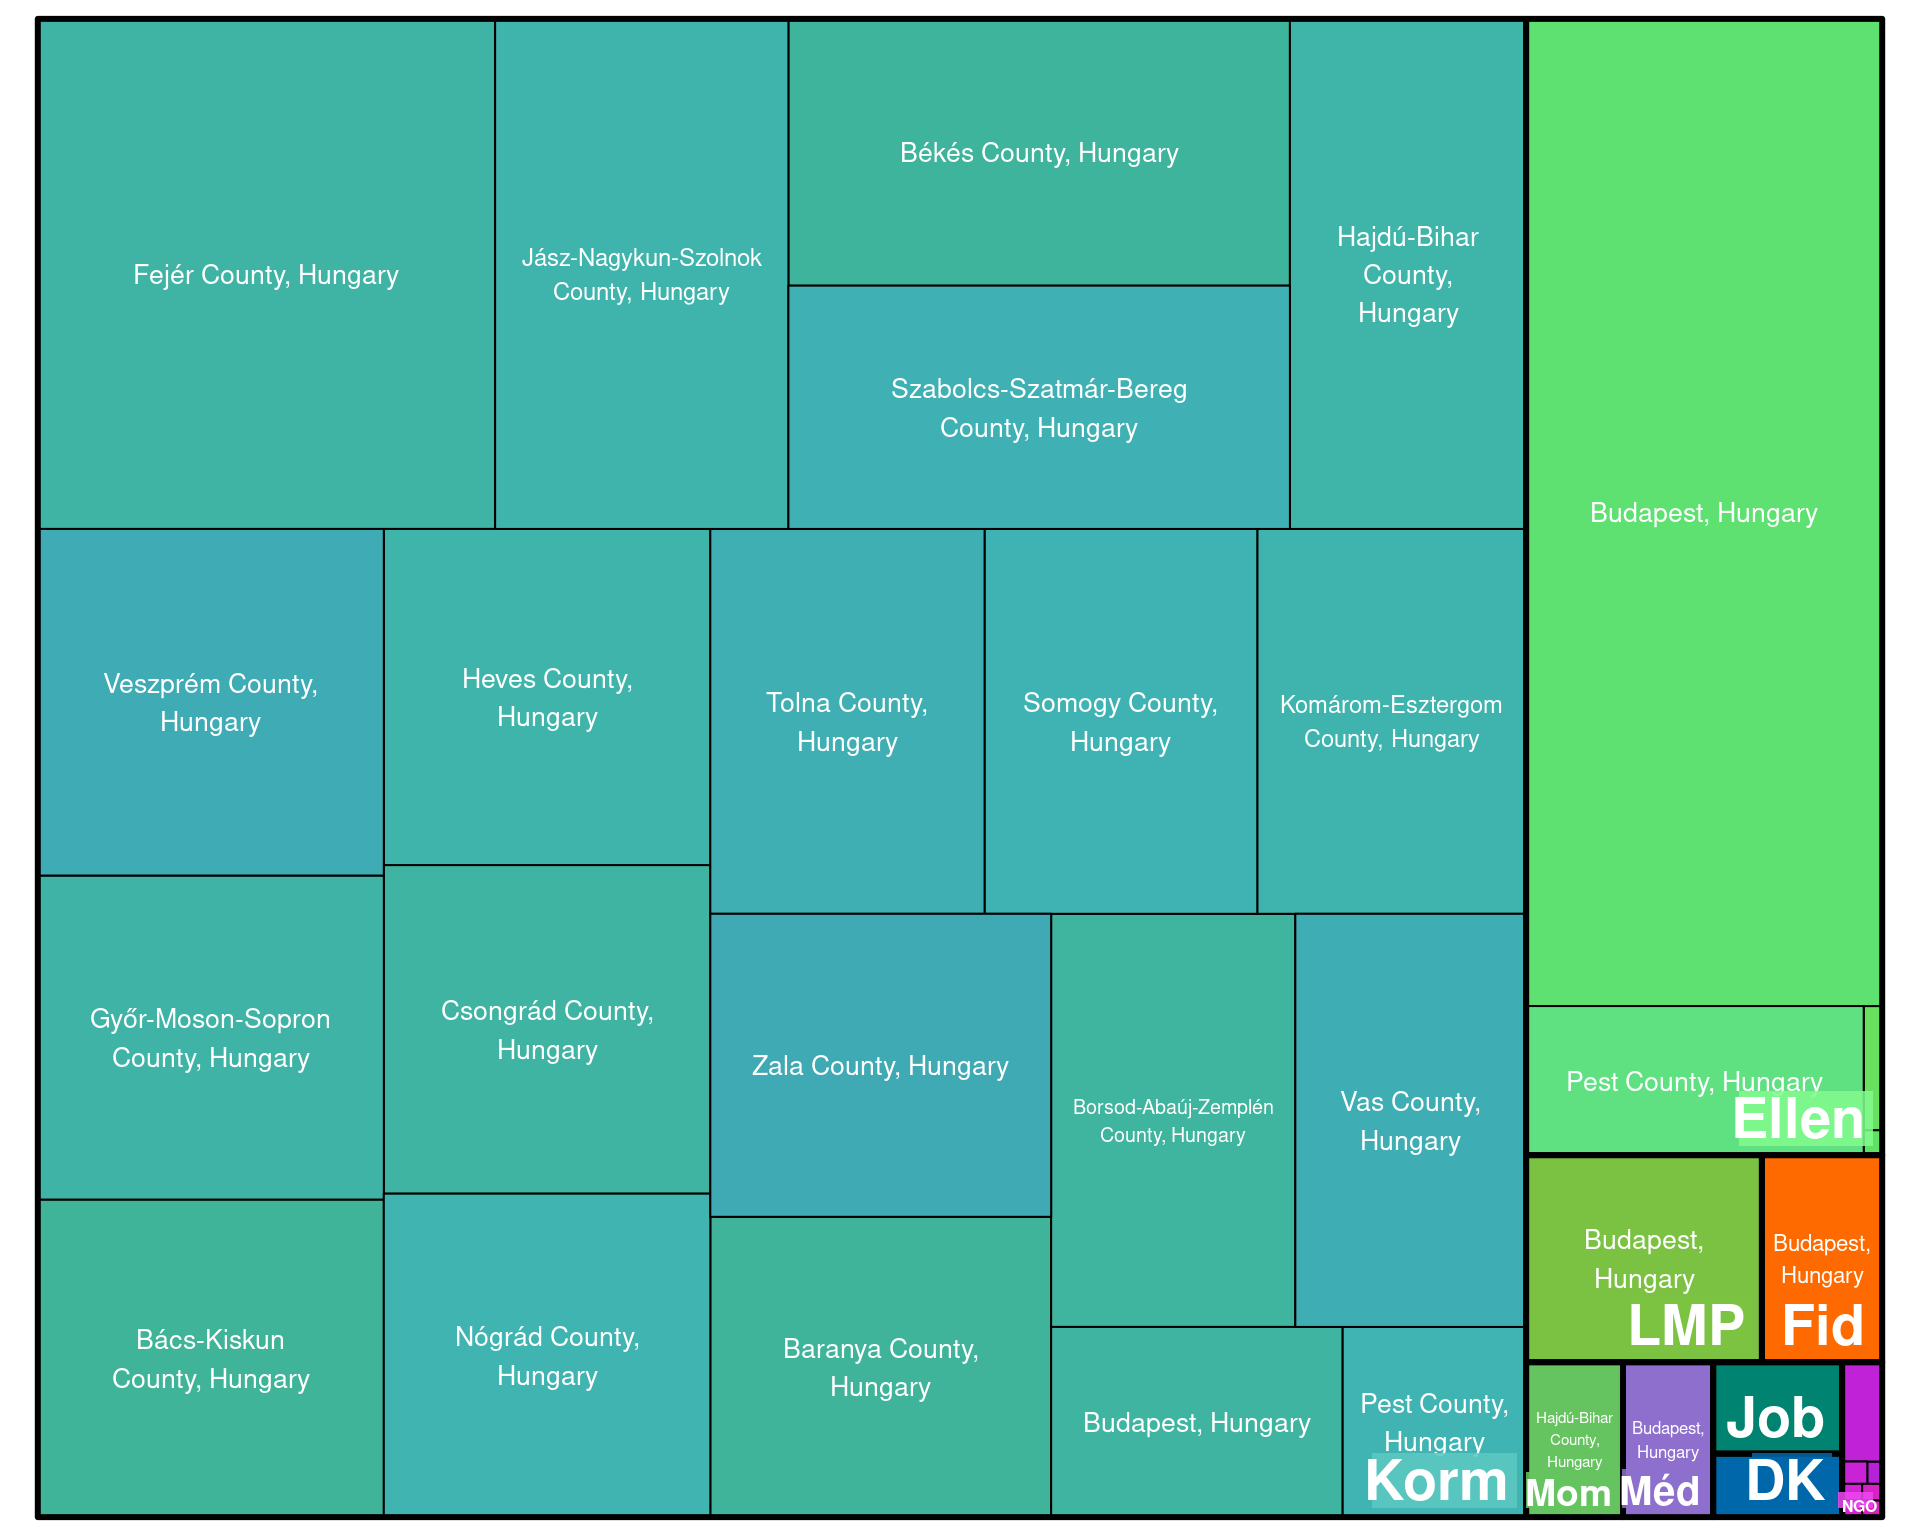 Fejér County, Hungary
Jász-Nagykun-Szolnok
County, Hungary
Békés County, Hungary
Szabolcs-Szatmár-Bereg
County, Hungary
Hajdú-Bihar
County,
Hungary
Veszprém County,
Hungary
Heves County,
Hungary
Tolna County,
Hungary
Somogy County,
Hungary
Komárom-Esztergom
County, Hungary
Győr-Moson-Sopron
County, Hungary
Csongrád County,
Hungary
Zala County, Hungary
Borsod-Abaúj-Zemplén
County, Hungary
Vas County,
Hungary
Bács-Kiskun
County, Hungary
Nógrád County,
Hungary
Baranya County,
Hungary
Budapest, Hungary
Pest County,
Hungary
Korm
Budapest, Hungary
Pest County, Hungary
Ellen
Budapest,
Hungary
LMP
Budapest,
Hungary
Fid
Hajdú-Bihar
County,
Hungary
Mom
Budapest,
Hungary
Méd
Job
DK
NGO